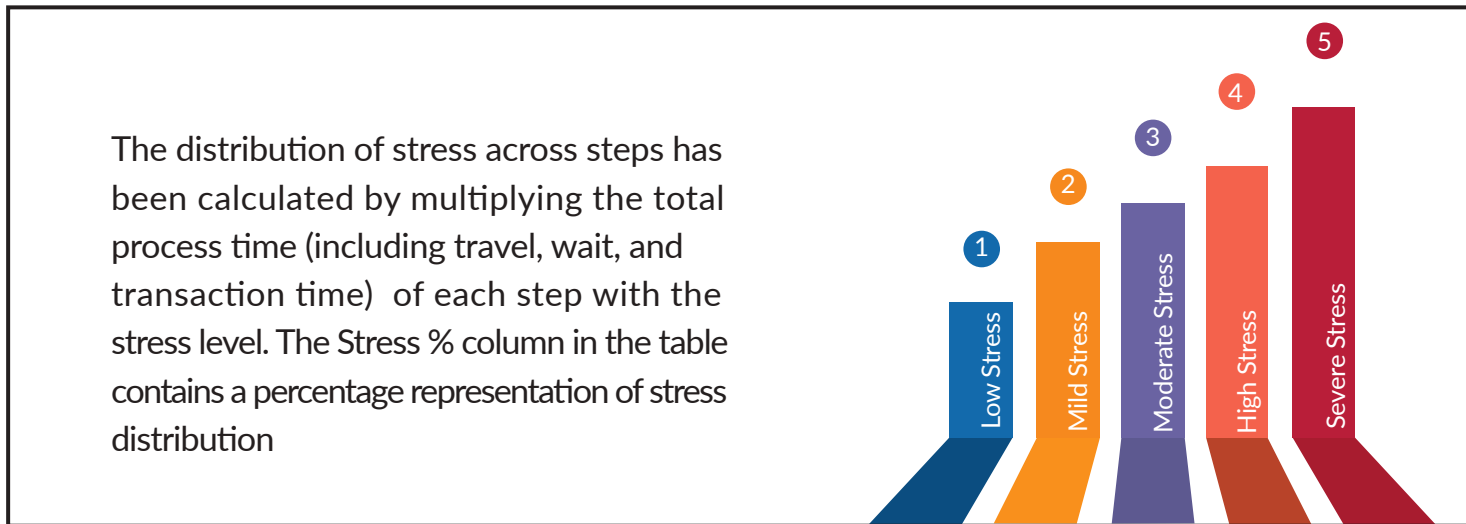 The distribution of stress across steps has
been calculated by multiplying the total
process time (including travel, wait, and
transaction time) of each step with the
stress level. The Stress % column in the table
contains a percentage representation of stress
distribution
1
2
3
4
5
Low Stress
Mild Stress
Moderate Stress
High Stress
Severe Stress